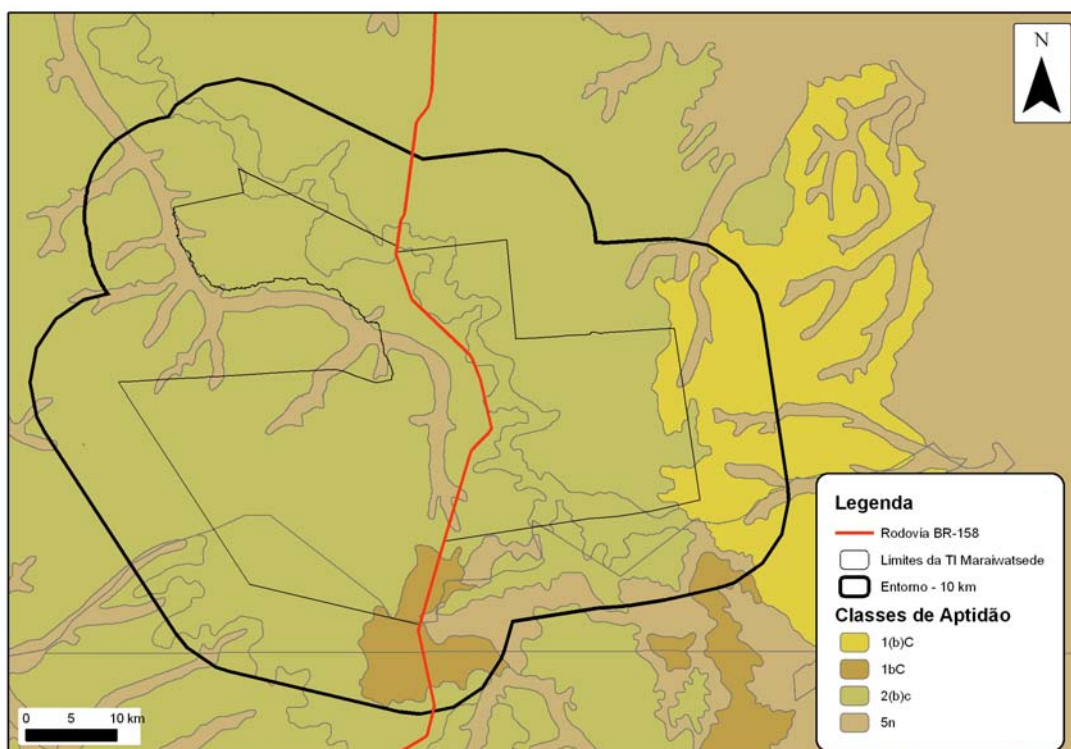 N
Legenda
Rodovia BR-158
Limites da TI Maraiwatsede
Entorno - 10 km
Classes de Aptidão
1(b)C
1bC
2(b)c
5n
0 5 10 km